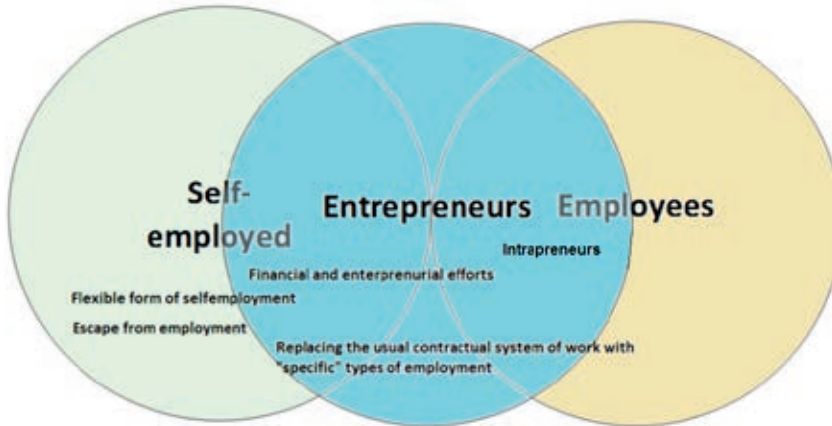 Self-
employed
Entrepreneurs
Employees
Intrapreneurs
Financial and enterprenurial efforts
Flexible form of selfemployment
Escape from employment
Replacing the usual contractual system of work with
"specific" types of employment